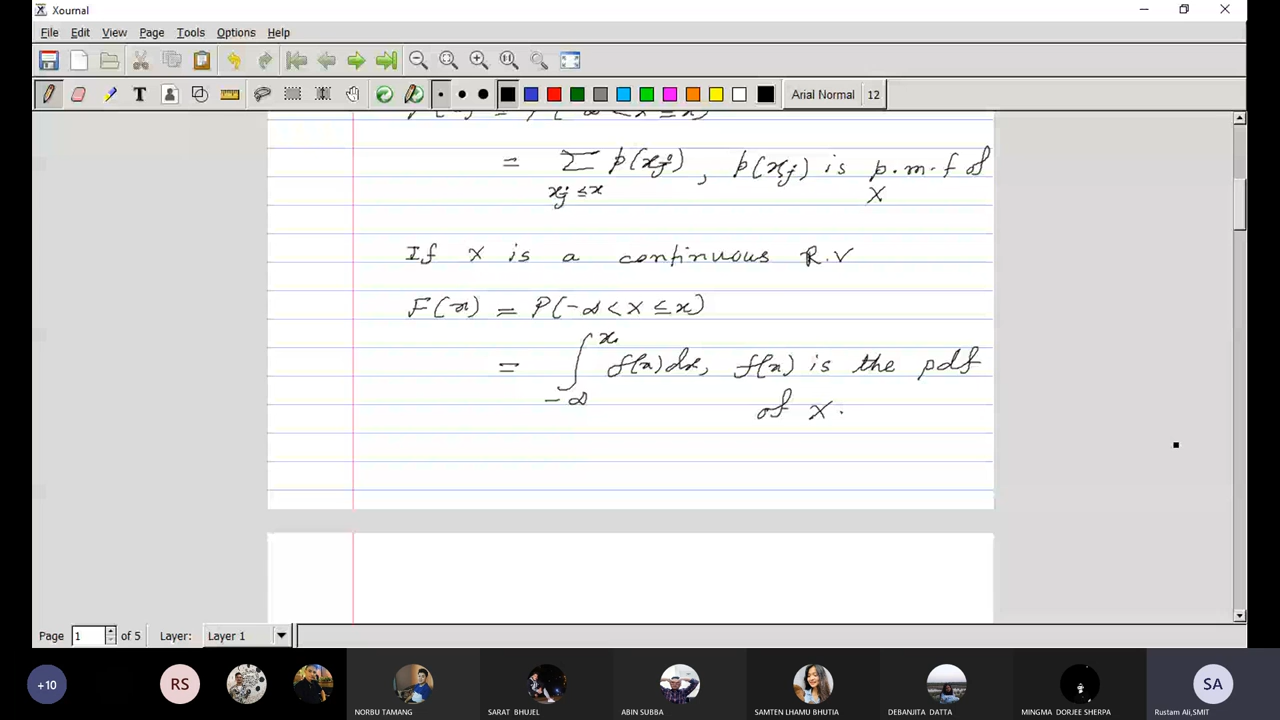 Xournal
File Edit View Page Tools Options Help
Arial Normal 12
= P(-∞ < X ≤ x)
= Σ p(xj), p(xj) is p.m.f of
xj ≤ x
X
If X is a continuous R.V
F(x) = P(-∞ < X ≤ x)
= ∫ f(x)dx, f(x) is the pdf
x
-∞ of X.
Page 1 of 5 Layer: Layer 1
+10 RS SA
NORBU TAMANG SARAT BHUJEL ABIN SUBBA SAMTEN LHAMU BHUTIA DEBANJITA DATTA MINGMA DORJEE SHERPA Rustam Ali,SMIT